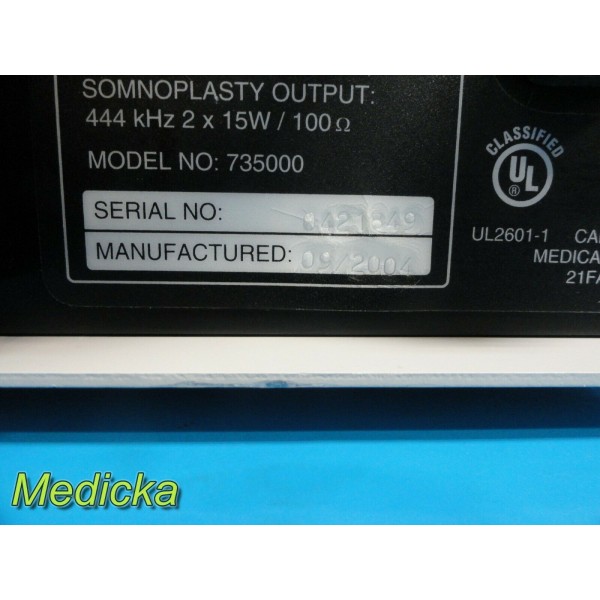 SOMNOPLASTY OUTPUT:
444 kHz 2 x 15W / 100 Ω
MODEL NO: 735000
SERIAL NO:
MANUFACTURED: 09/2004
CLASSIFIED
UL
®
UL2601-1 CA
MEDICA
21FA
Medicka